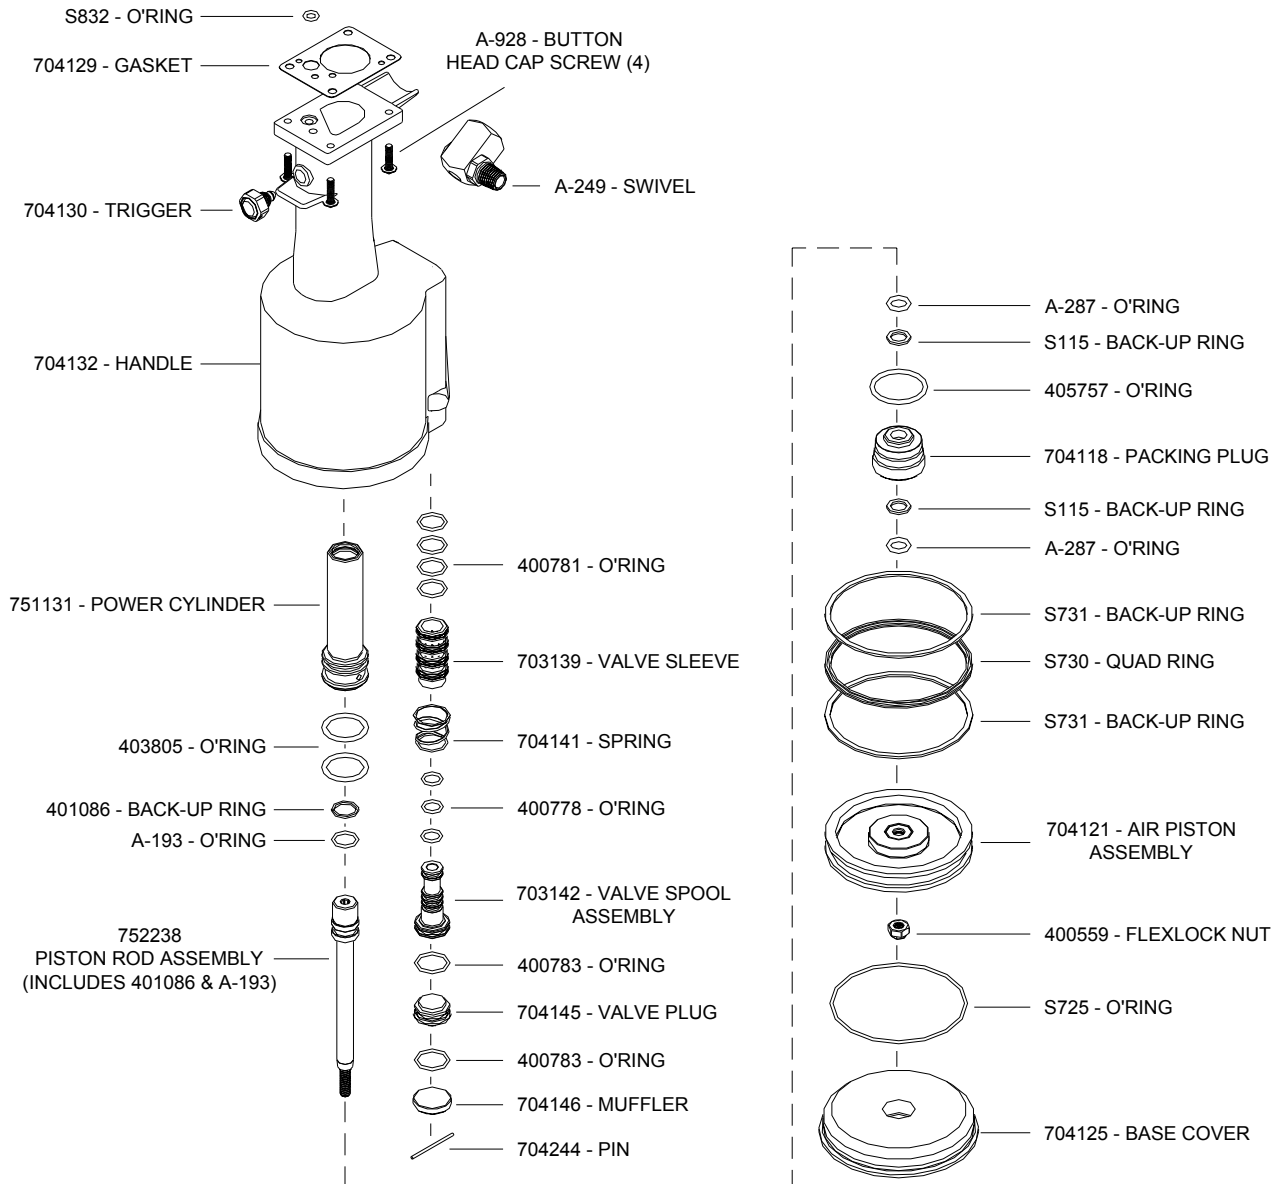 S832 - O'RING
704129 - GASKET
A-928 - BUTTON
HEAD CAP SCREW (4)
A-249 - SWIVEL
704130 - TRIGGER
704132 - HANDLE
751131 - POWER CYLINDER
403805 - O'RING
401086 - BACK-UP RING
A-193 - O'RING
752238
PISTON ROD ASSEMBLY
(INCLUDES 401086 & A-193)
400781 - O'RING
703139 - VALVE SLEEVE
704141 - SPRING
400778 - O'RING
703142 - VALVE SPOOL
ASSEMBLY
400783 - O'RING
704145 - VALVE PLUG
400783 - O'RING
704146 - MUFFLER
704244 - PIN
A-287 - O'RING
S115 - BACK-UP RING
405757 - O'RING
704118 - PACKING PLUG
S115 - BACK-UP RING
A-287 - O'RING
S731 - BACK-UP RING
S730 - QUAD RING
S731 - BACK-UP RING
704121 - AIR PISTON
ASSEMBLY
400559 - FLEXLOCK NUT
S725 - O'RING
704125 - BASE COVER